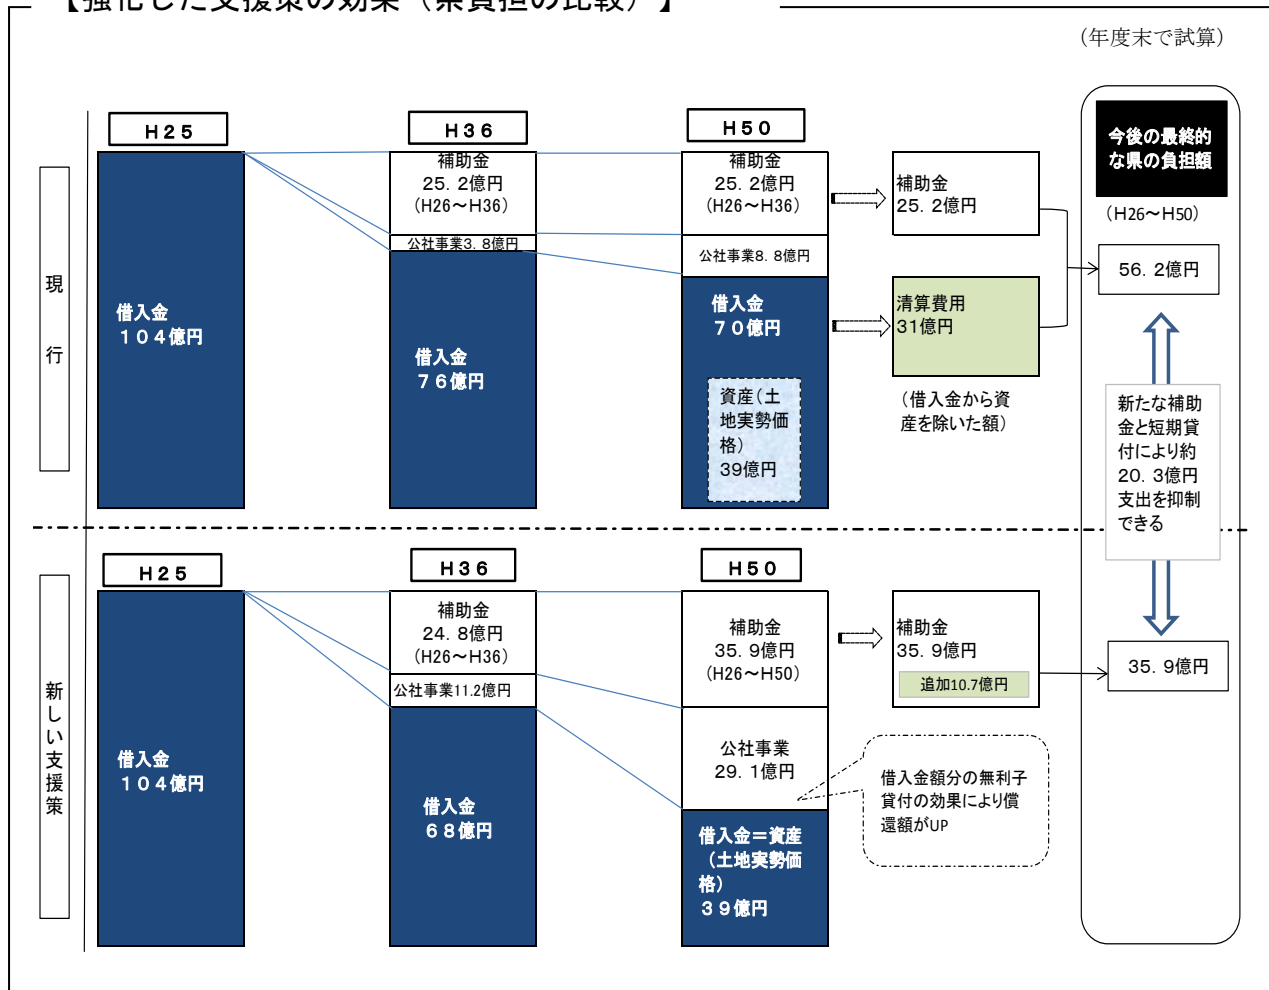 【強化した支援策の効果（県負担の比較）】
（年度末で試算）
現行
H25
借入金
104億円
H36
補助金
25.2億円
（H26～H36）
公社事業3.8億円
借入金
76億円
H50
補助金
25.2億円
（H26～H36）
公社事業8.8億円
借入金
70億円
資産（土
地実勢価
格）
39億円
補助金
25.2億円
清算費用
31億円
（借入金から資
産を除いた額）
今後の最終的
な県の負担額
（H26～H50）
56.2億円
新たな補助
金と短期貸
付により約
20.3億円
支出を抑制
できる
新しい支援策
H25
借入金
104億円
H36
補助金
24.8億円
（H26～H36）
公社事業11.2億円
借入金
68億円
H50
補助金
35.9億円
（H26～H50）
公社事業
29.1億円
借入金＝資産
（土地実勢価
格）
39億円
補助金
35.9億円
追加10.7億円
借入金額分の無利子
貸付の効果により償
還額がUP
35.9億円